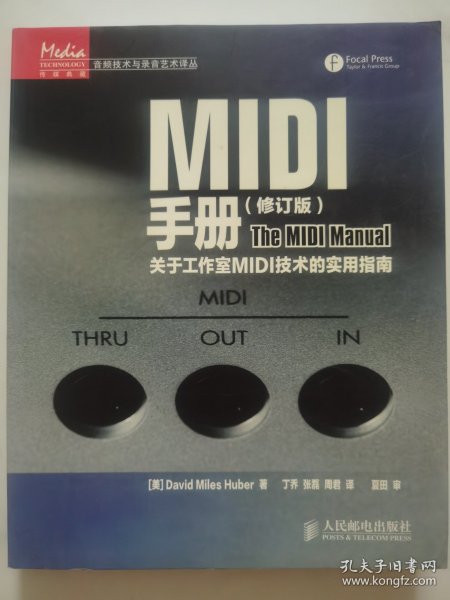 Media
TECHNOLOGY
传媒典藏
音频技术与录音艺术译丛
Focal Press
Taylor & Francis Group
MIDI
手册（修订版）
The MIDI Manual
关于工作室MIDI技术的实用指南
MIDI
THRU OUT IN
[美] David Miles Huber 著 丁乔 张磊 周君 译 夏田 审
人民邮电出版社
POSTS & TELECOM PRESS
孔夫子旧书网
www.kongfz.com